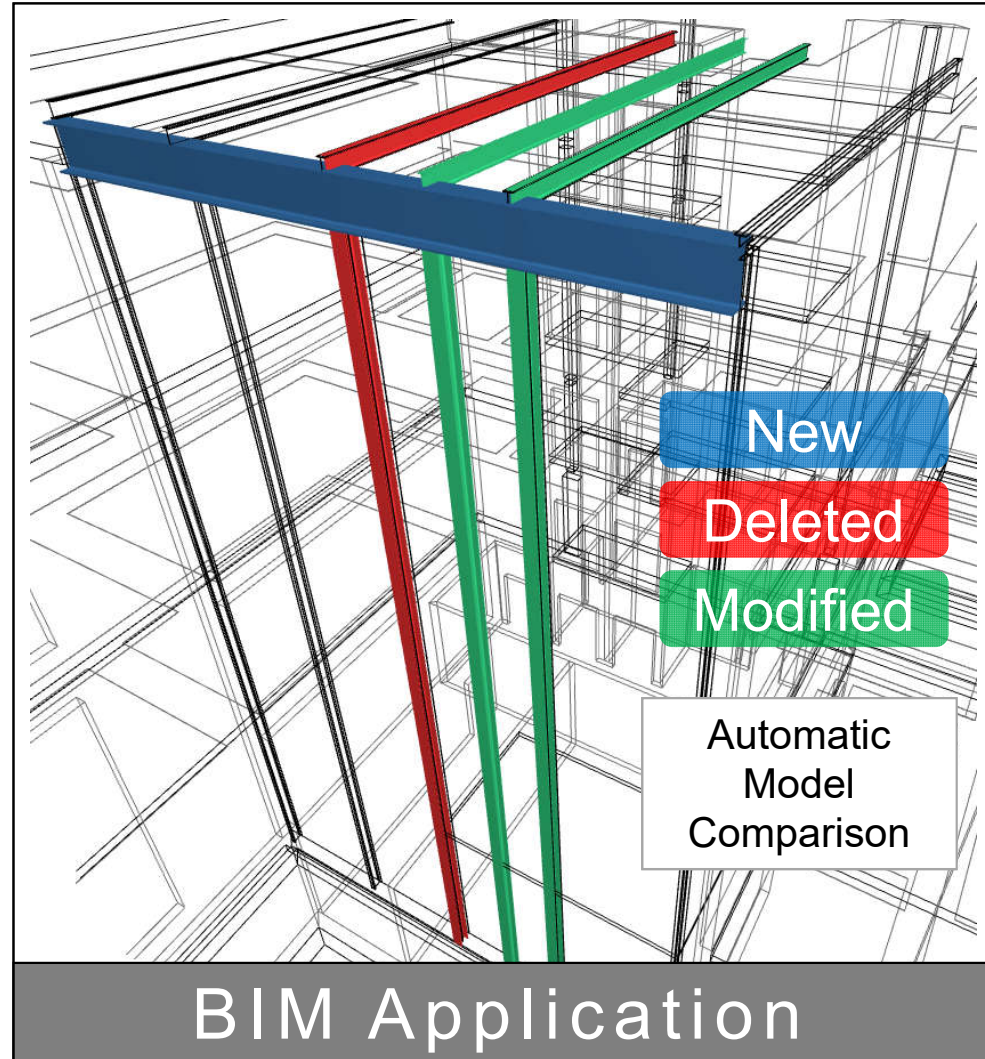 New
Deleted
Modified
Automatic
Model
Comparison
BIM Application